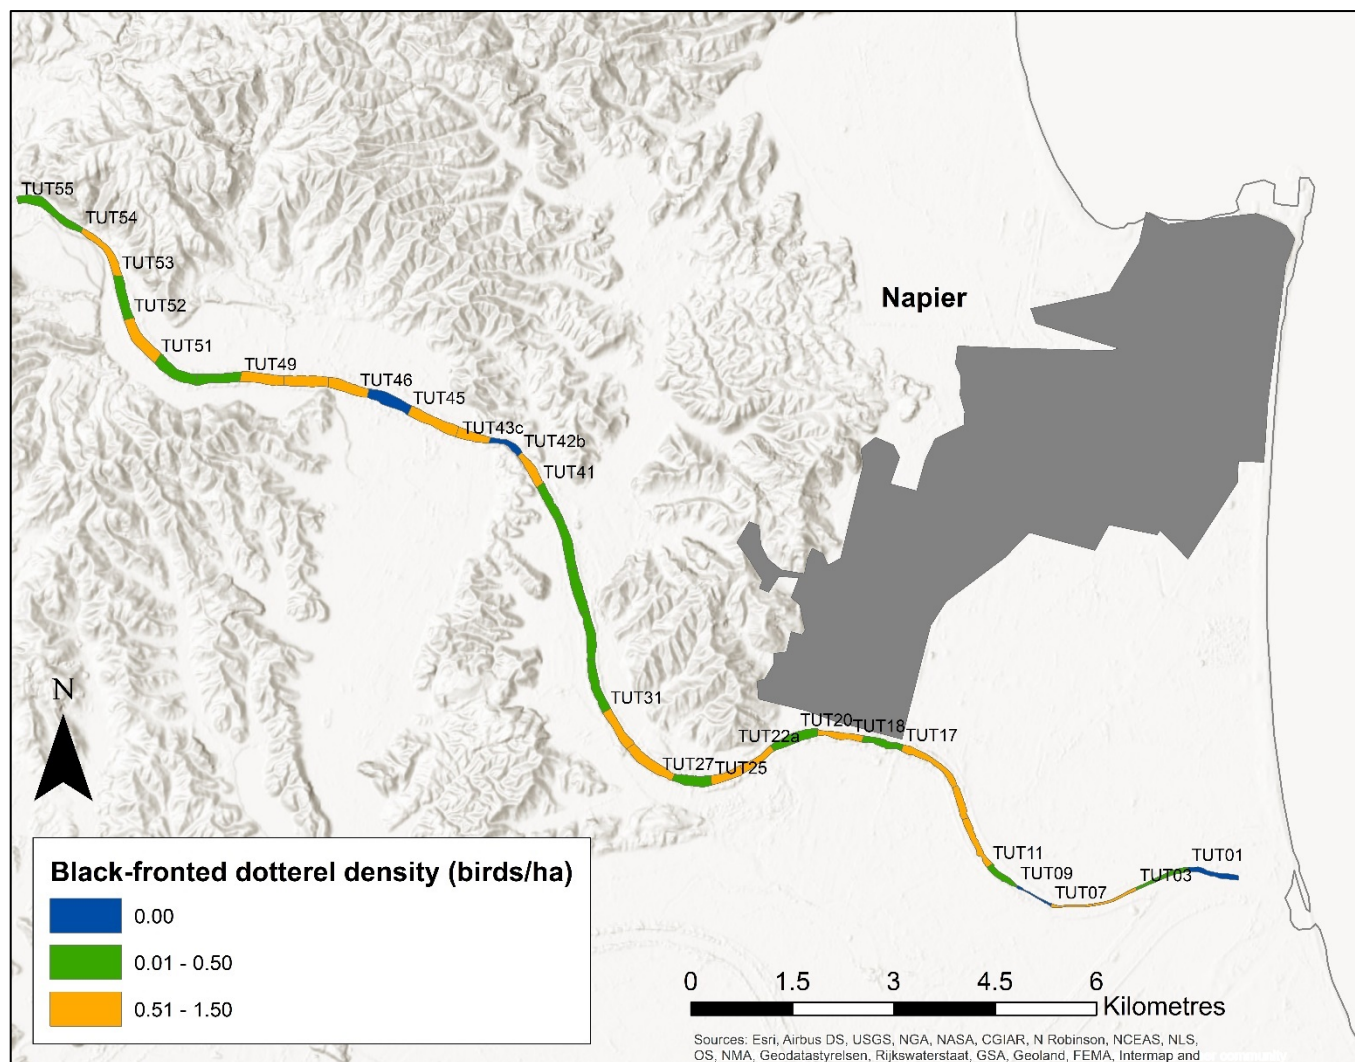 TUT55
TUT54
TUT53
TUT52
TUT51
TUT49
TUT46
TUT45
TUT43c
TUT42b
TUT41
Napier
TUT31
TUT27
TUT25
TUT22a
TUT20
TUT18
TUT17
TUT11
TUT09
TUT07
TUT03
TUT01
N
Black-fronted dotterel density (birds/ha)
0.00
0.01 - 0.50
0.51 - 1.50
0 1.5 3 4.5 6
Kilometres
Sources: Esri, Airbus DS, USGS, NGA, NASA, CGIAR, N Robinson, NCEAS, NLS,
OS, NMA, Geodatastyrelsen, Rijkswaterstaat, GSA, Geoland, FEMA, Intermap and
community